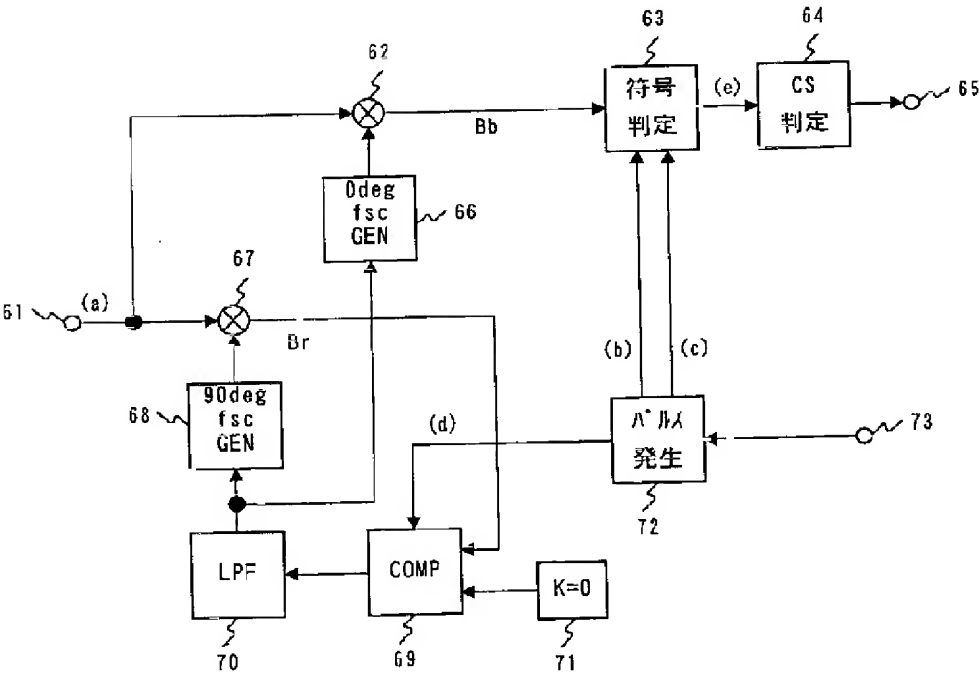 62
63
64
65
符号
判定
(e)
CS
判定
Bb
0deg
fsc
GEN
66
67
61
(a)
Br
(b)
(c)
68
90deg
fsc
GEN
(d)
パルス
発生
73
72
LPF
COMP
K=0
70
69
71